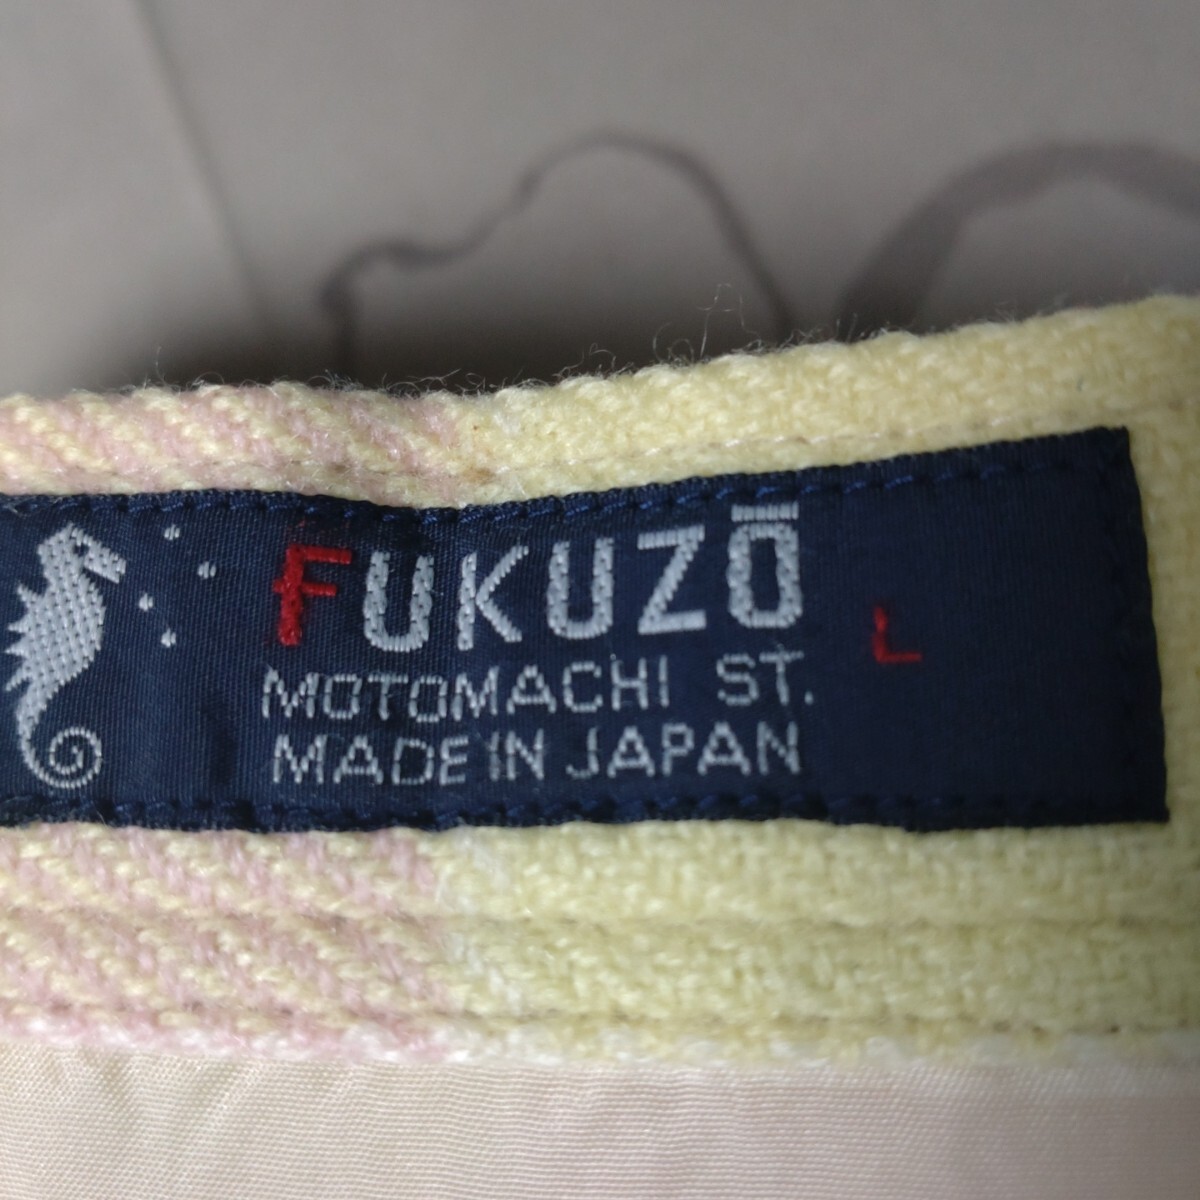 FUKUZŌ L
MOTOMACHI ST.
MADE IN JAPAN